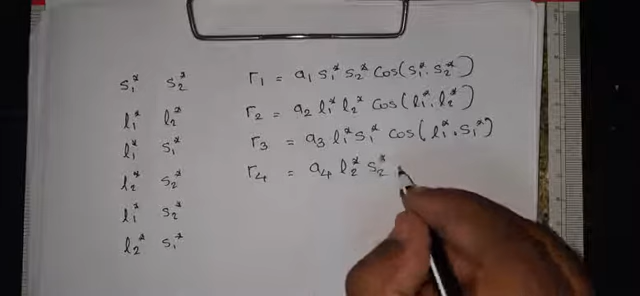 s₁* s₂*
l₁* l₂*
l₁* s₁*
l₂* s₂*
l₁* s₂*
l₂* s₁*
r₁ = a₁ s₁* s₂* cos(s₁*. s₂*)
r₂ = a₂ l₁* l₂* cos(l₁*. l₂*)
r₃ = a₃ l₁* s₁* cos(l₁*. s₁*)
r₄ = a₄ l₂* s₂*